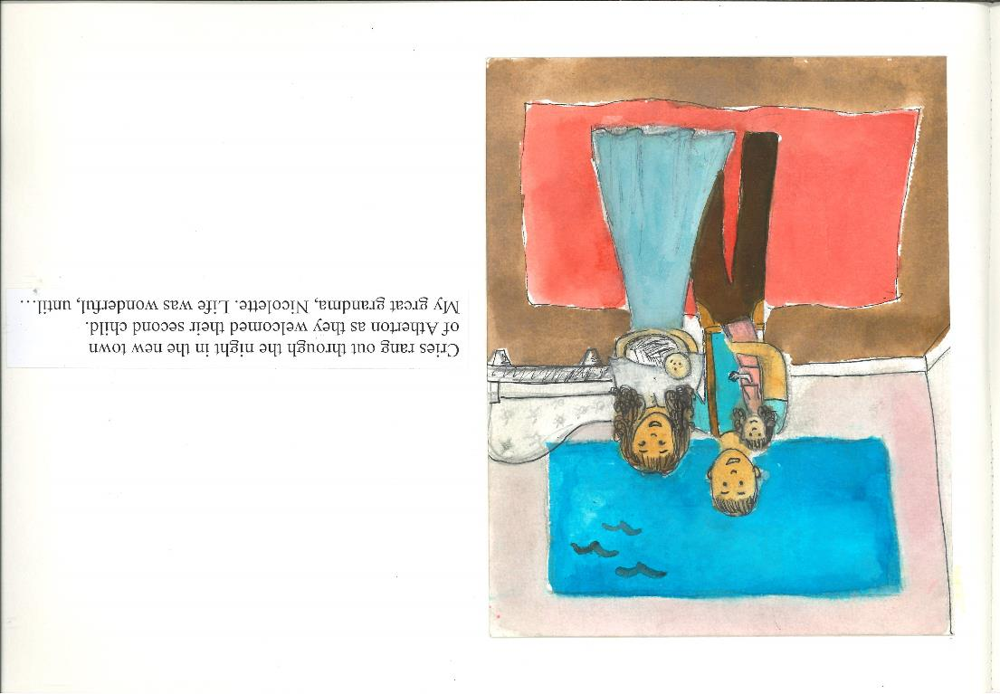 Cries rang out through the night in the new town
of Atherton as they welcomed their second child.
My great grandma, Nicolette. Life was wonderful, until…